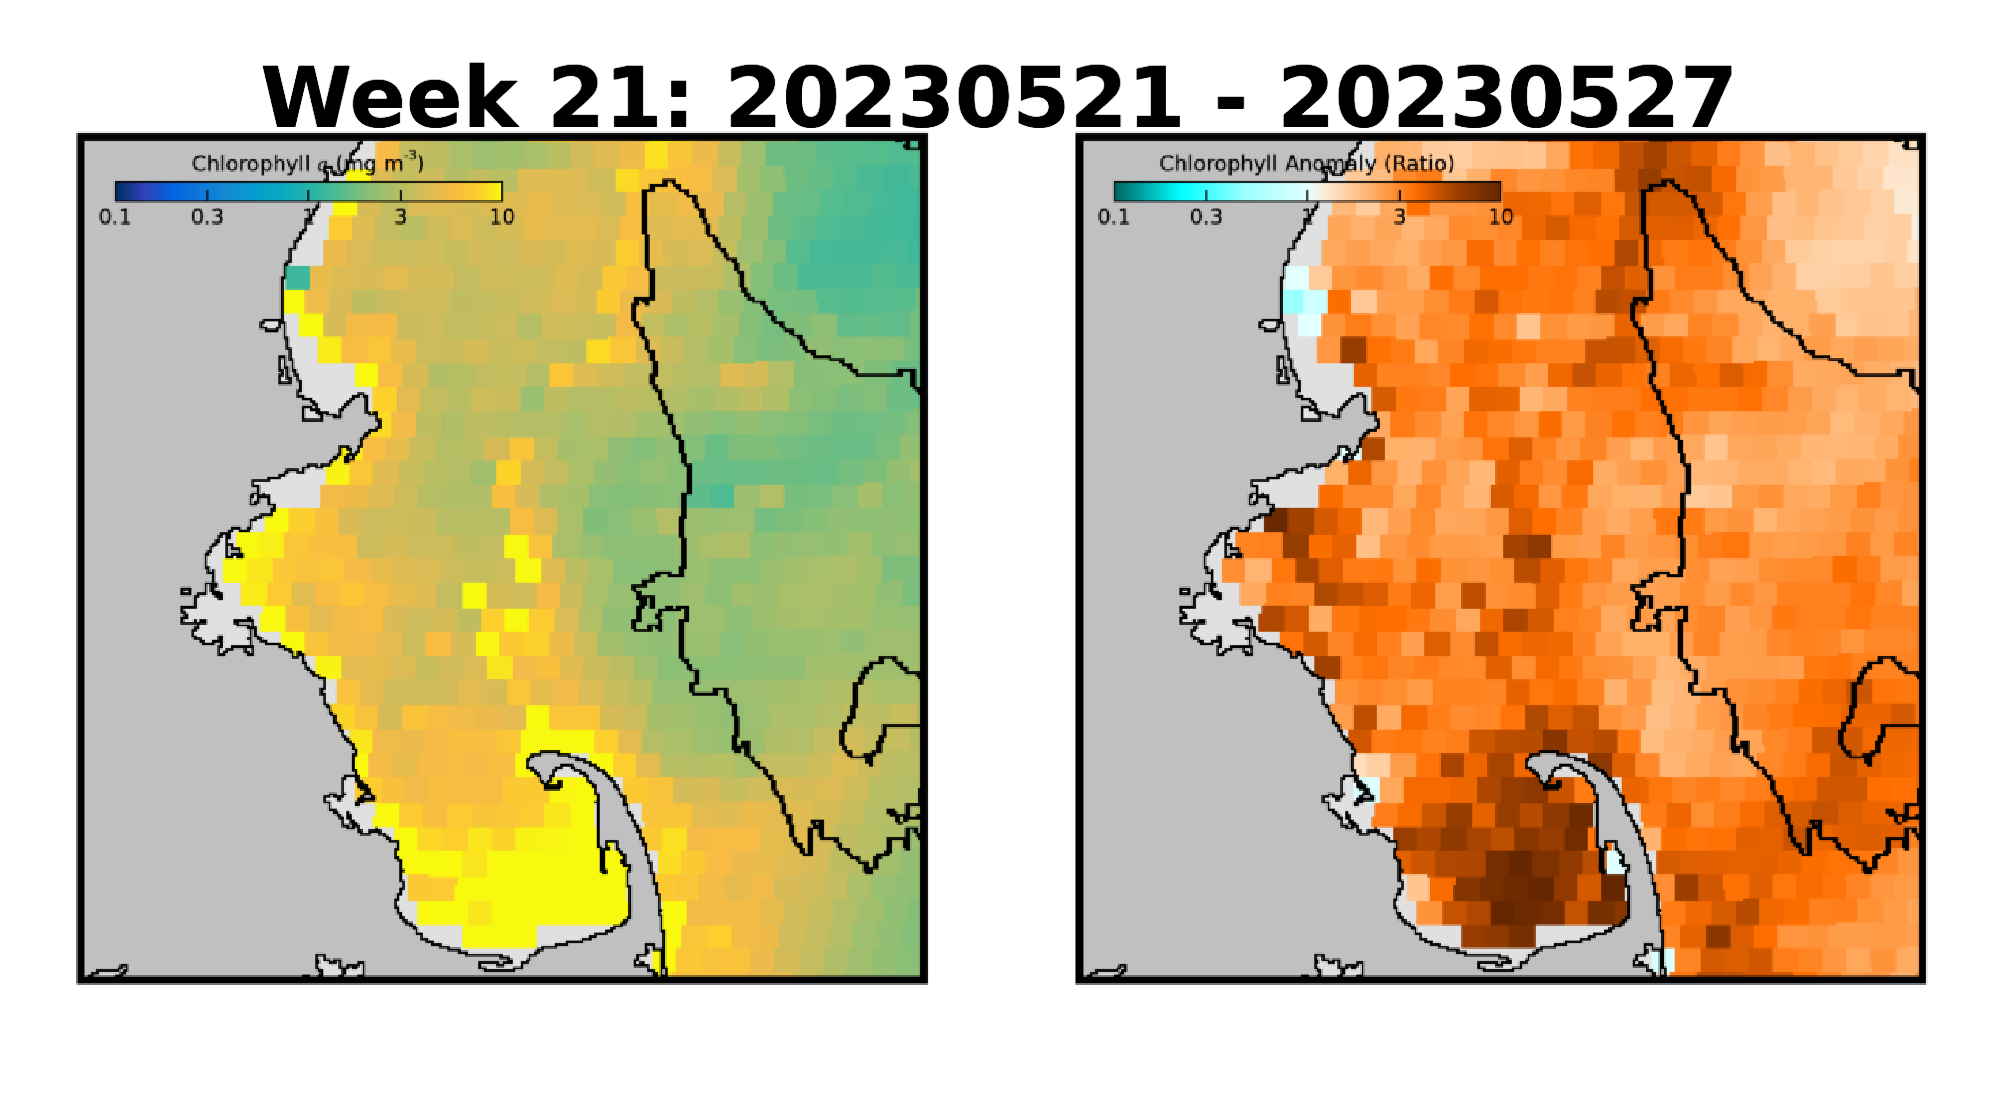 Week 21: 20230521 - 20230527
Chlorophyll a (mg m-3)
0.1 0.3 1 3 10
Chlorophyll Anomaly (Ratio)
0.1 0.3 1 3 10